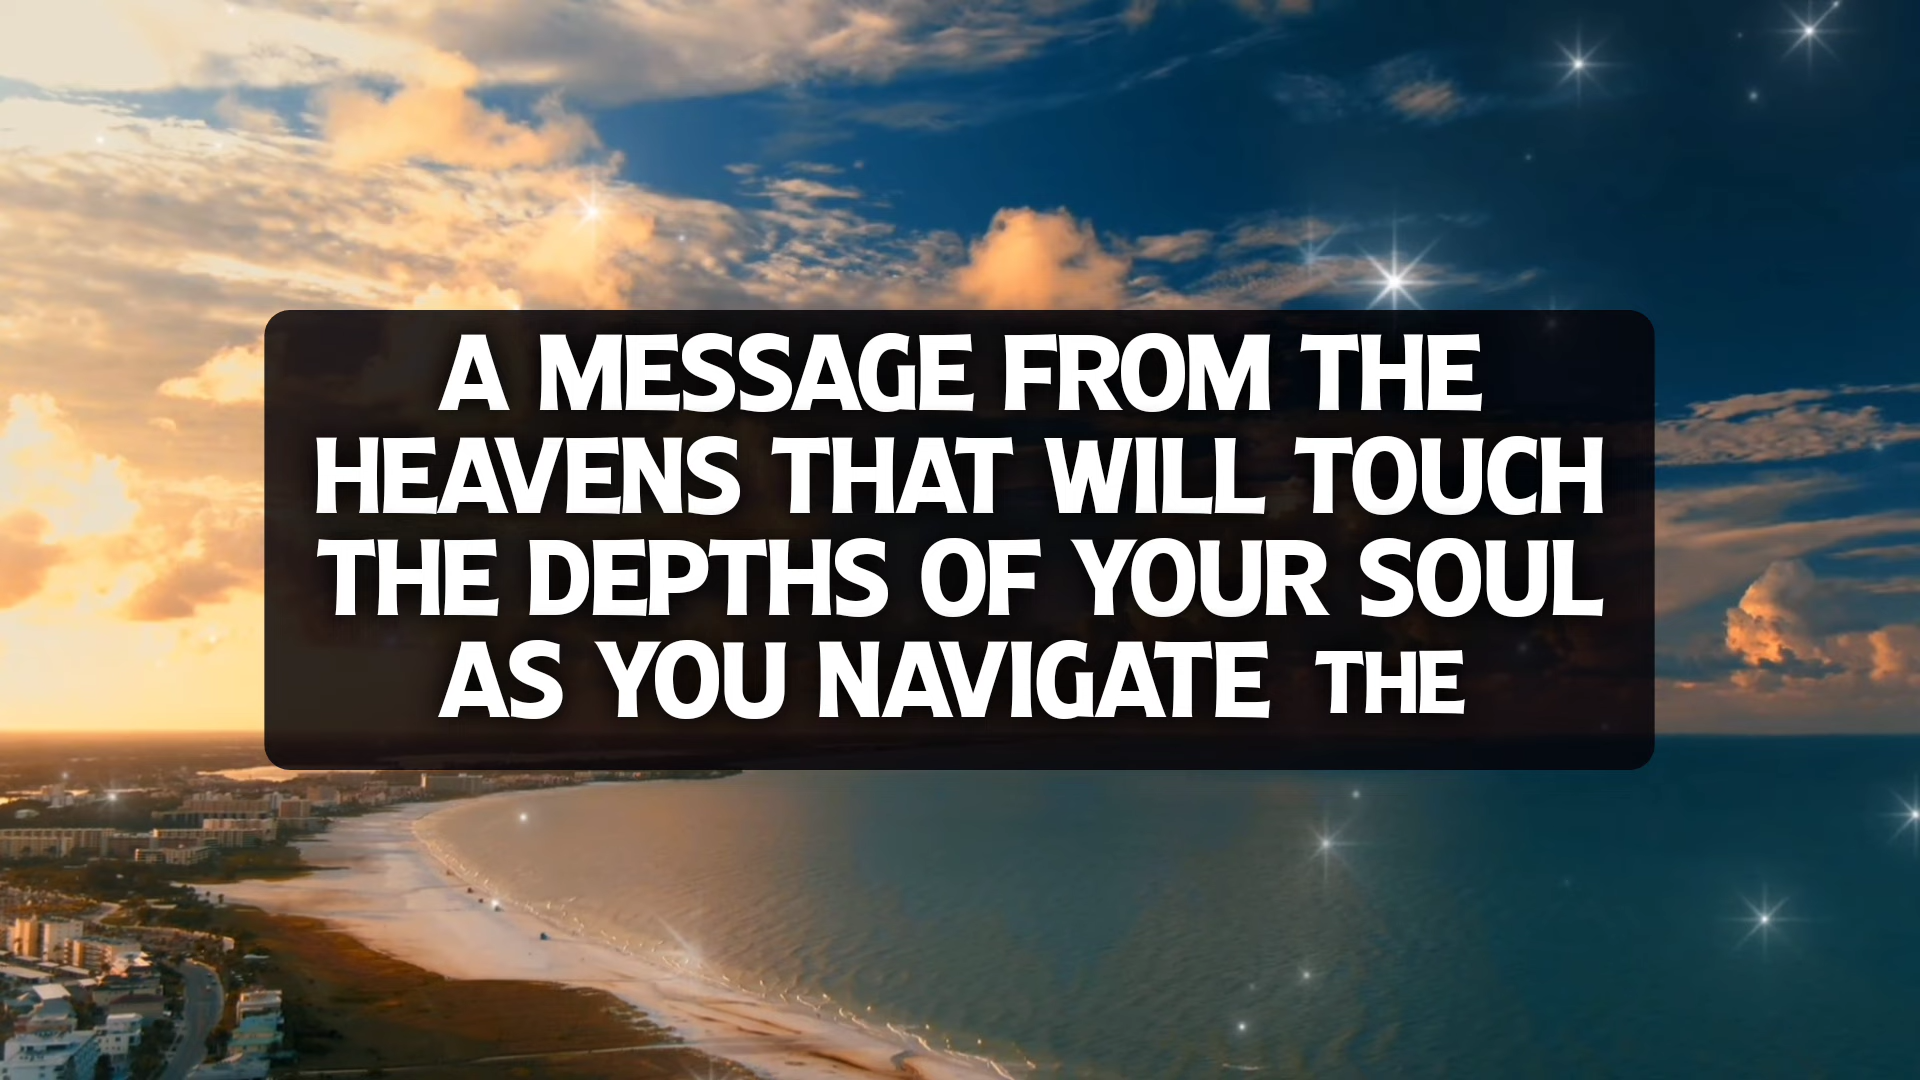 A MESSAGE FROM THE
HEAVENS THAT WILL TOUCH
THE DEPTHS OF YOUR SOUL
AS YOU NAVIGATE THE